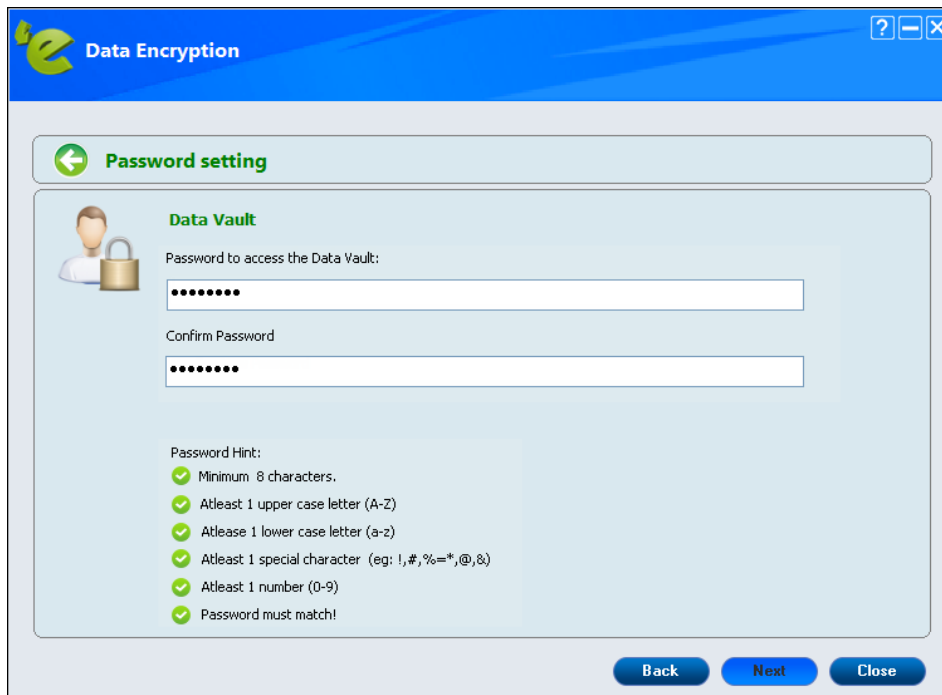 Data Encryption
Password setting
Data Vault
Password to access the Data Vault:
••••••••
Confirm Password
••••••••
Password Hint:
Minimum 8 characters.
Atleast 1 upper case letter (A-Z)
Atlease 1 lower case letter (a-z)
Atleast 1 special character (eg: !,#,%=*,@,&)
Atleast 1 number (0-9)
Password must match!
Back Next Close